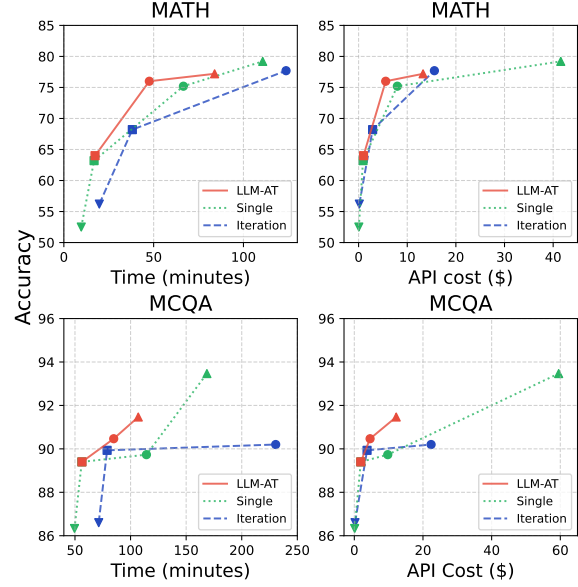 MATH
MATH
85
80
75
70
65
60
55
50
0
50
100
Time (minutes)
LLM-AT
Single
Iteration
85
80
75
70
65
60
55
50
0
10
20
30
40
API cost ($)
LLM-AT
Single
Iteration
Accuracy
MCQA
MCQA
96
94
92
90
88
86
50
100
150
200
250
Time (minutes)
LLM-AT
Single
Iteration
96
94
92
90
88
86
0
20
40
60
API Cost ($)
LLM-AT
Single
Iteration